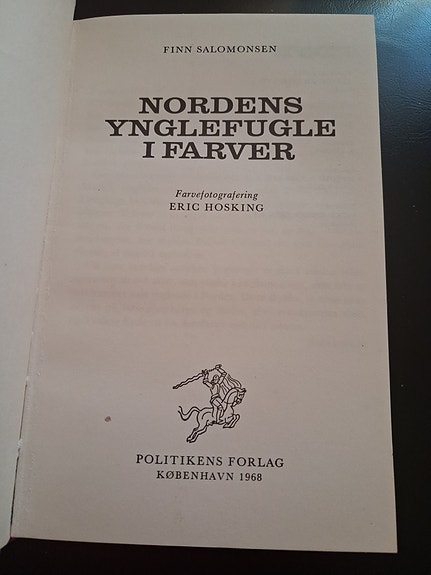 FINN SALOMONSEN
NORDENS
YNGLEFUGLE
I FARVER
Farvefotografering
ERIC HOSKING
POLITIKENS FORLAG
KØBENHAVN 1968